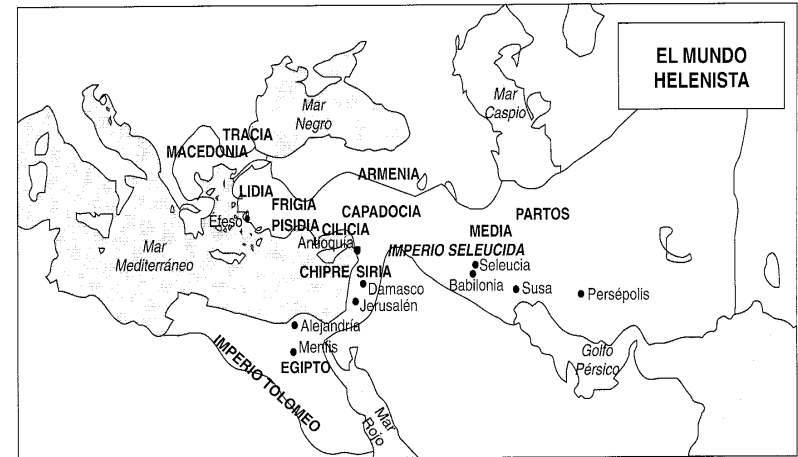 EL MUNDO
HELENISTA
Mar
Negro
Mar
Caspio
TRACIA
MACEDONIA
ARMENIA
LIDIA
FRIGIA
Efeso
PISIDIA
CILICIA
CAPADOCIA
PARTOS
MEDIA
Antioquía
IMPERIO SELEUCIDA
Mar
Mediterráneo
CHIPRE
SIRIA
Seleucia
Babilonia
Damasco
Susa
Persépolis
Jerusalén
Alejandría
Menfis
EGIPTO
IMPERIO TOLOMEO
Golfo
Pérsico
Mar
Rojo